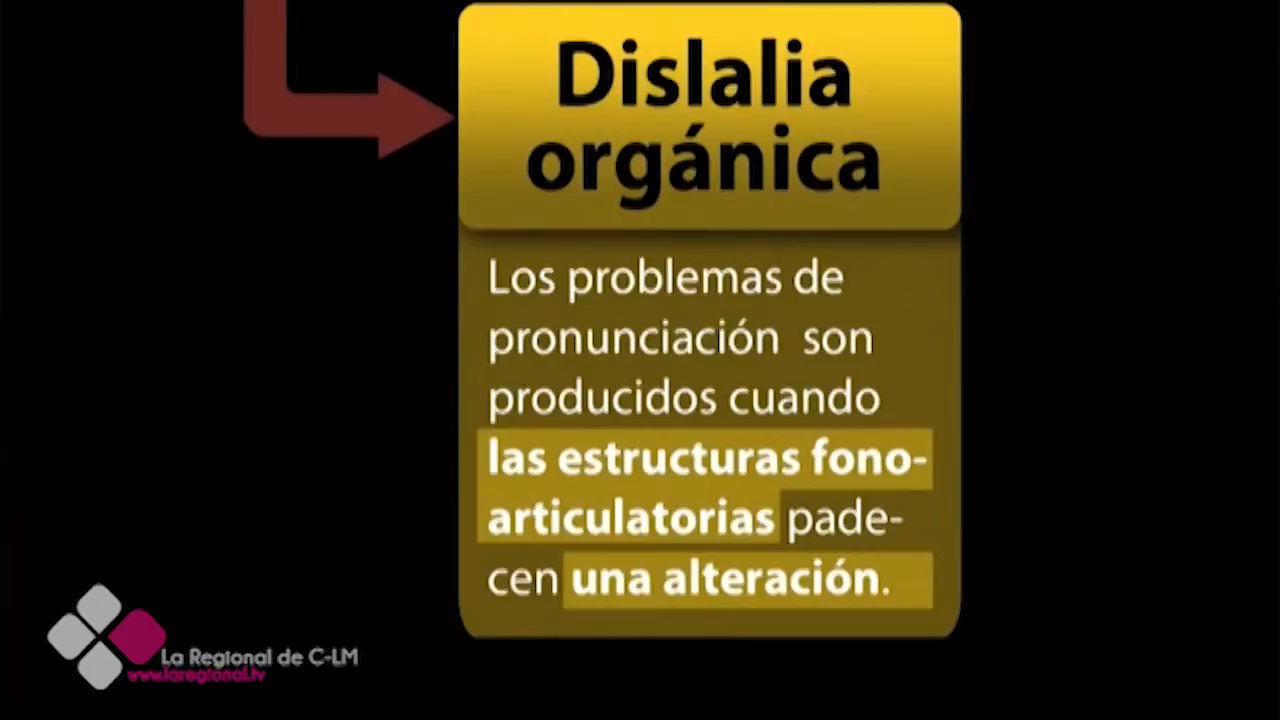 Dislalia
orgánica
Los problemas de
pronunciación son
producidos cuando
las estructuras fono-
articulatorias pade-
cen una alteración.
La Regional de C-LM
www.laregional.tv